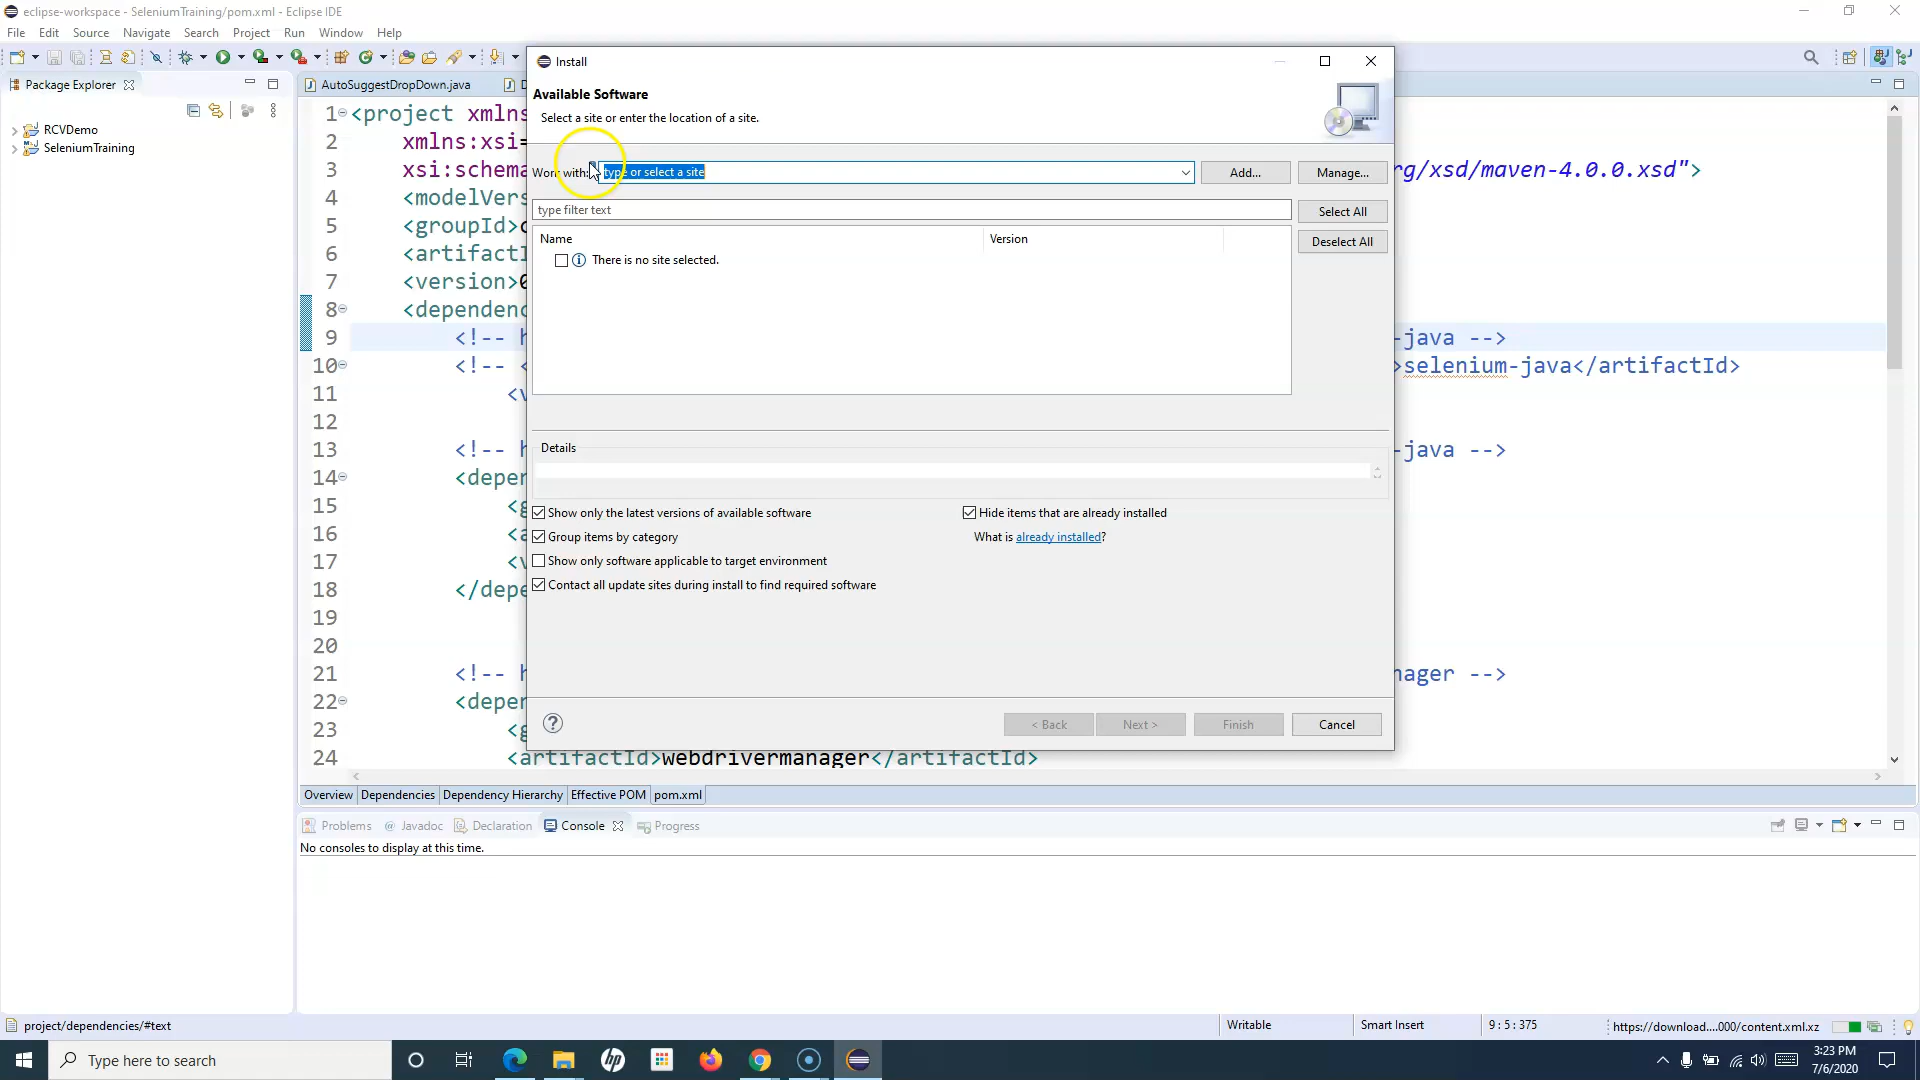 eclipse-workspace - SeleniumTraining/pom.xml - Eclipse IDE
File Edit Source Navigate Search Project Run Window Help
Package Explorer
RCVDemo
SeleniumTraining
AutoSuggestDropDown.java
1 <project xmlns
2 xmlns:xsi=
3 xsi:schema rg/xsd/maven-4.0.0.xsd">
4 <modelVers
5 <groupId>
6 <artifactI
7 <version>0
8 <dependenc
9 <!-- h -java -->
10 <!-- < >selenium-java</artifactId>
11 <v
12
13 <!-- h -java -->
14 <depen
15 <g
16 <a
17 <v
18 </depe
19
20
21 <!-- h nager -->
22 <depen
23 <g
24 <artifactId>webdrivermanager</artifactId>
Install
Available Software
Select a site or enter the location of a site.
Work with: type or select a site Add... Manage...
type filter text Select All
Deselect All
Name Version
There is no site selected.
Details
Show only the latest versions of available software Hide items that are already installed
Group items by category What is already installed?
Show only software applicable to target environment
Contact all update sites during install to find required software
? < Back Next > Finish Cancel
Overview Dependencies Dependency Hierarchy Effective POM pom.xml
Problems @ Javadoc Declaration Console Progress
No consoles to display at this time.
project/dependencies/#text Writable Smart Insert 9 : 5 : 375 https://download....000/content.xml.xz
Type here to search
3:23 PM
7/6/2020